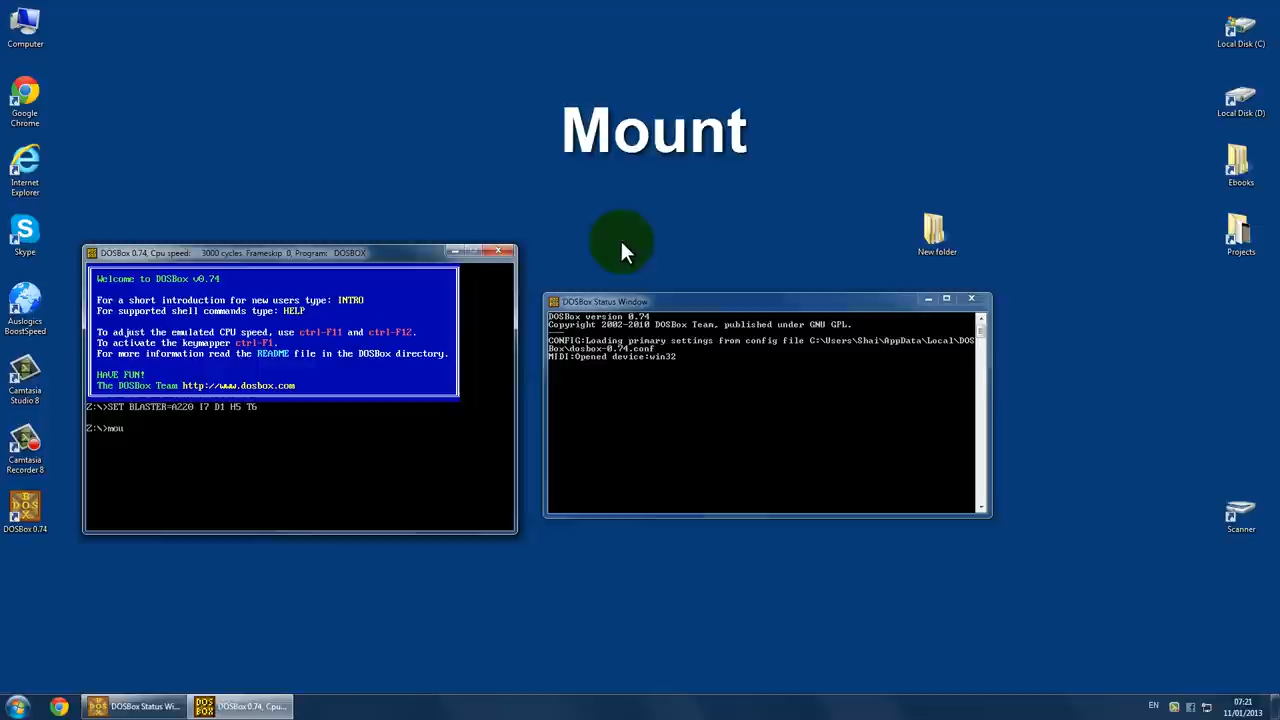 Computer
Google
Chrome
Internet
Explorer
Skype
Auslogics
BoostSpeed
Camtasia
Studio 8
Camtasia
Recorder 8
DOSBox 0.74
Mount
New folder
Local Disk (C)
Local Disk (D)
Ebooks
Projects
Scanner
DOSBox 0.74, Cpu speed: 3000 cycles, Frameskip 0, Program: DOSBOX
Welcome to DOSBox v0.74
For a short introduction for new users type: INTRO
For supported shell commands type: HELP
To adjust the emulated CPU speed, use ctrl-F11 and ctrl-F12.
To activate the keymapper ctrl-F1.
For more information read the README file in the DOSBox directory.
HAVE FUN!
The DOSBox Team http://www.dosbox.com
Z:\>SET BLASTER=A220 I7 D1 H5 T6
Z:\>mou
DOSBox Status Window
DOSBox version 0.74
Copyright 2002-2010 DOSBox Team, published under GNU GPL.
---
CONFIG:Loading primary settings from config file C:\Users\Shai\AppData\Local\DOS
Box\dosbox-0.74.conf
MIDI:Opened device:win32
DOSBox Status Wi...
DOSBox 0.74, Cpu...
EN
07:21
11/01/2013